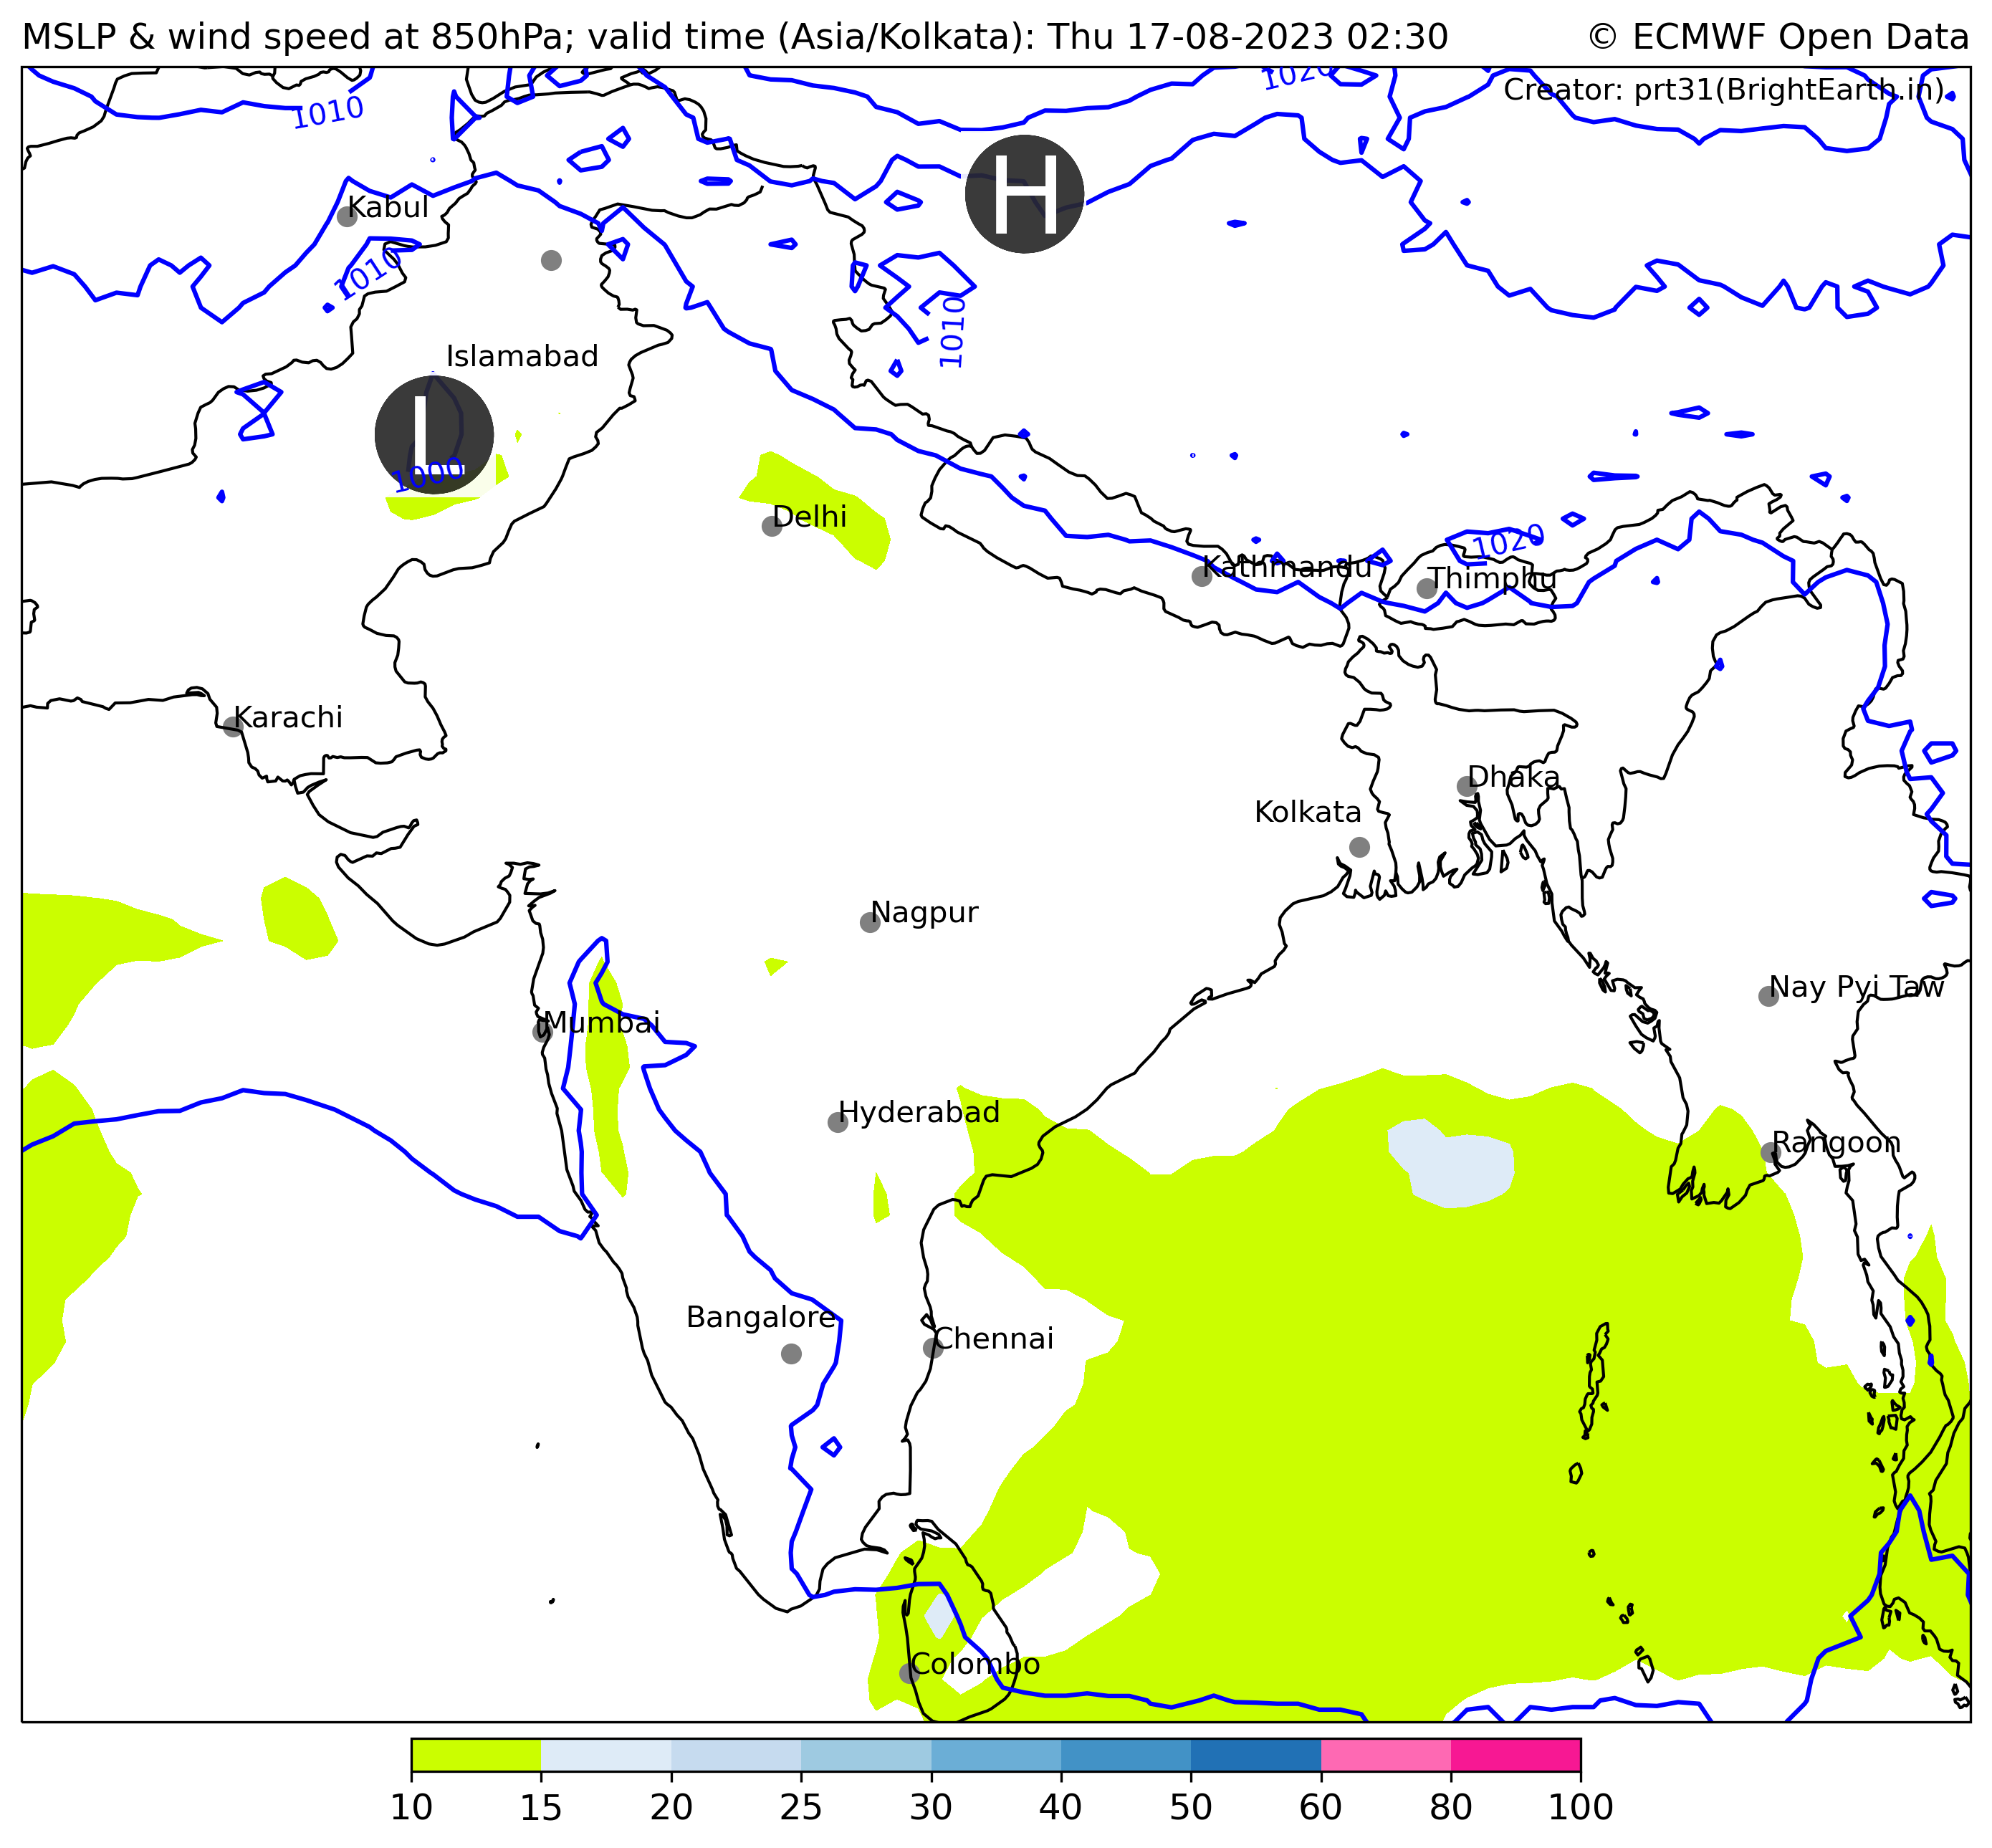 MSLP & wind speed at 850hPa; valid time (Asia/Kolkata): Thu 17-08-2023 02:30
© ECMWF Open Data
1020
Creator: prt31(BrightEarth.in)
1010
H
Kabul
1010
1010
Islamabad
L
1000
Delhi
1020
Kathmandu
Thimphu
Karachi
Dhaka
Kolkata
Nagpur
Nay Pyi Taw
Mumbai
Hyderabad
Rangoon
Bangalore
Chennai
Colombo
10 15 20 25 30 40 50 60 80 100